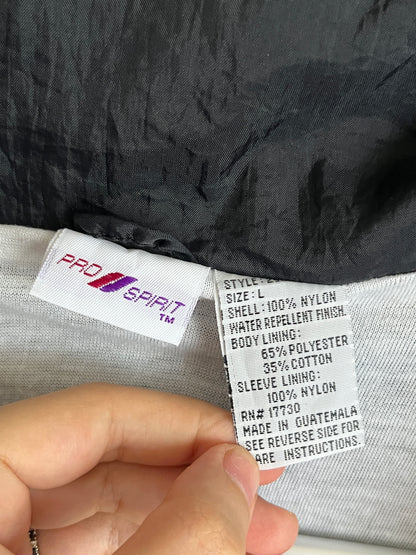 PRO SPIRIT TM
STYLE:
SIZE: L
SHELL: 100% NYLON
WATER REPELLENT FINISH.
BODY LINING:
65% POLYESTER
35% COTTON
SLEEVE LINING:
100% NYLON
RN# 17730
MADE IN GUATEMALA
SEE REVERSE SIDE FOR
CARE INSTRUCTIONS.